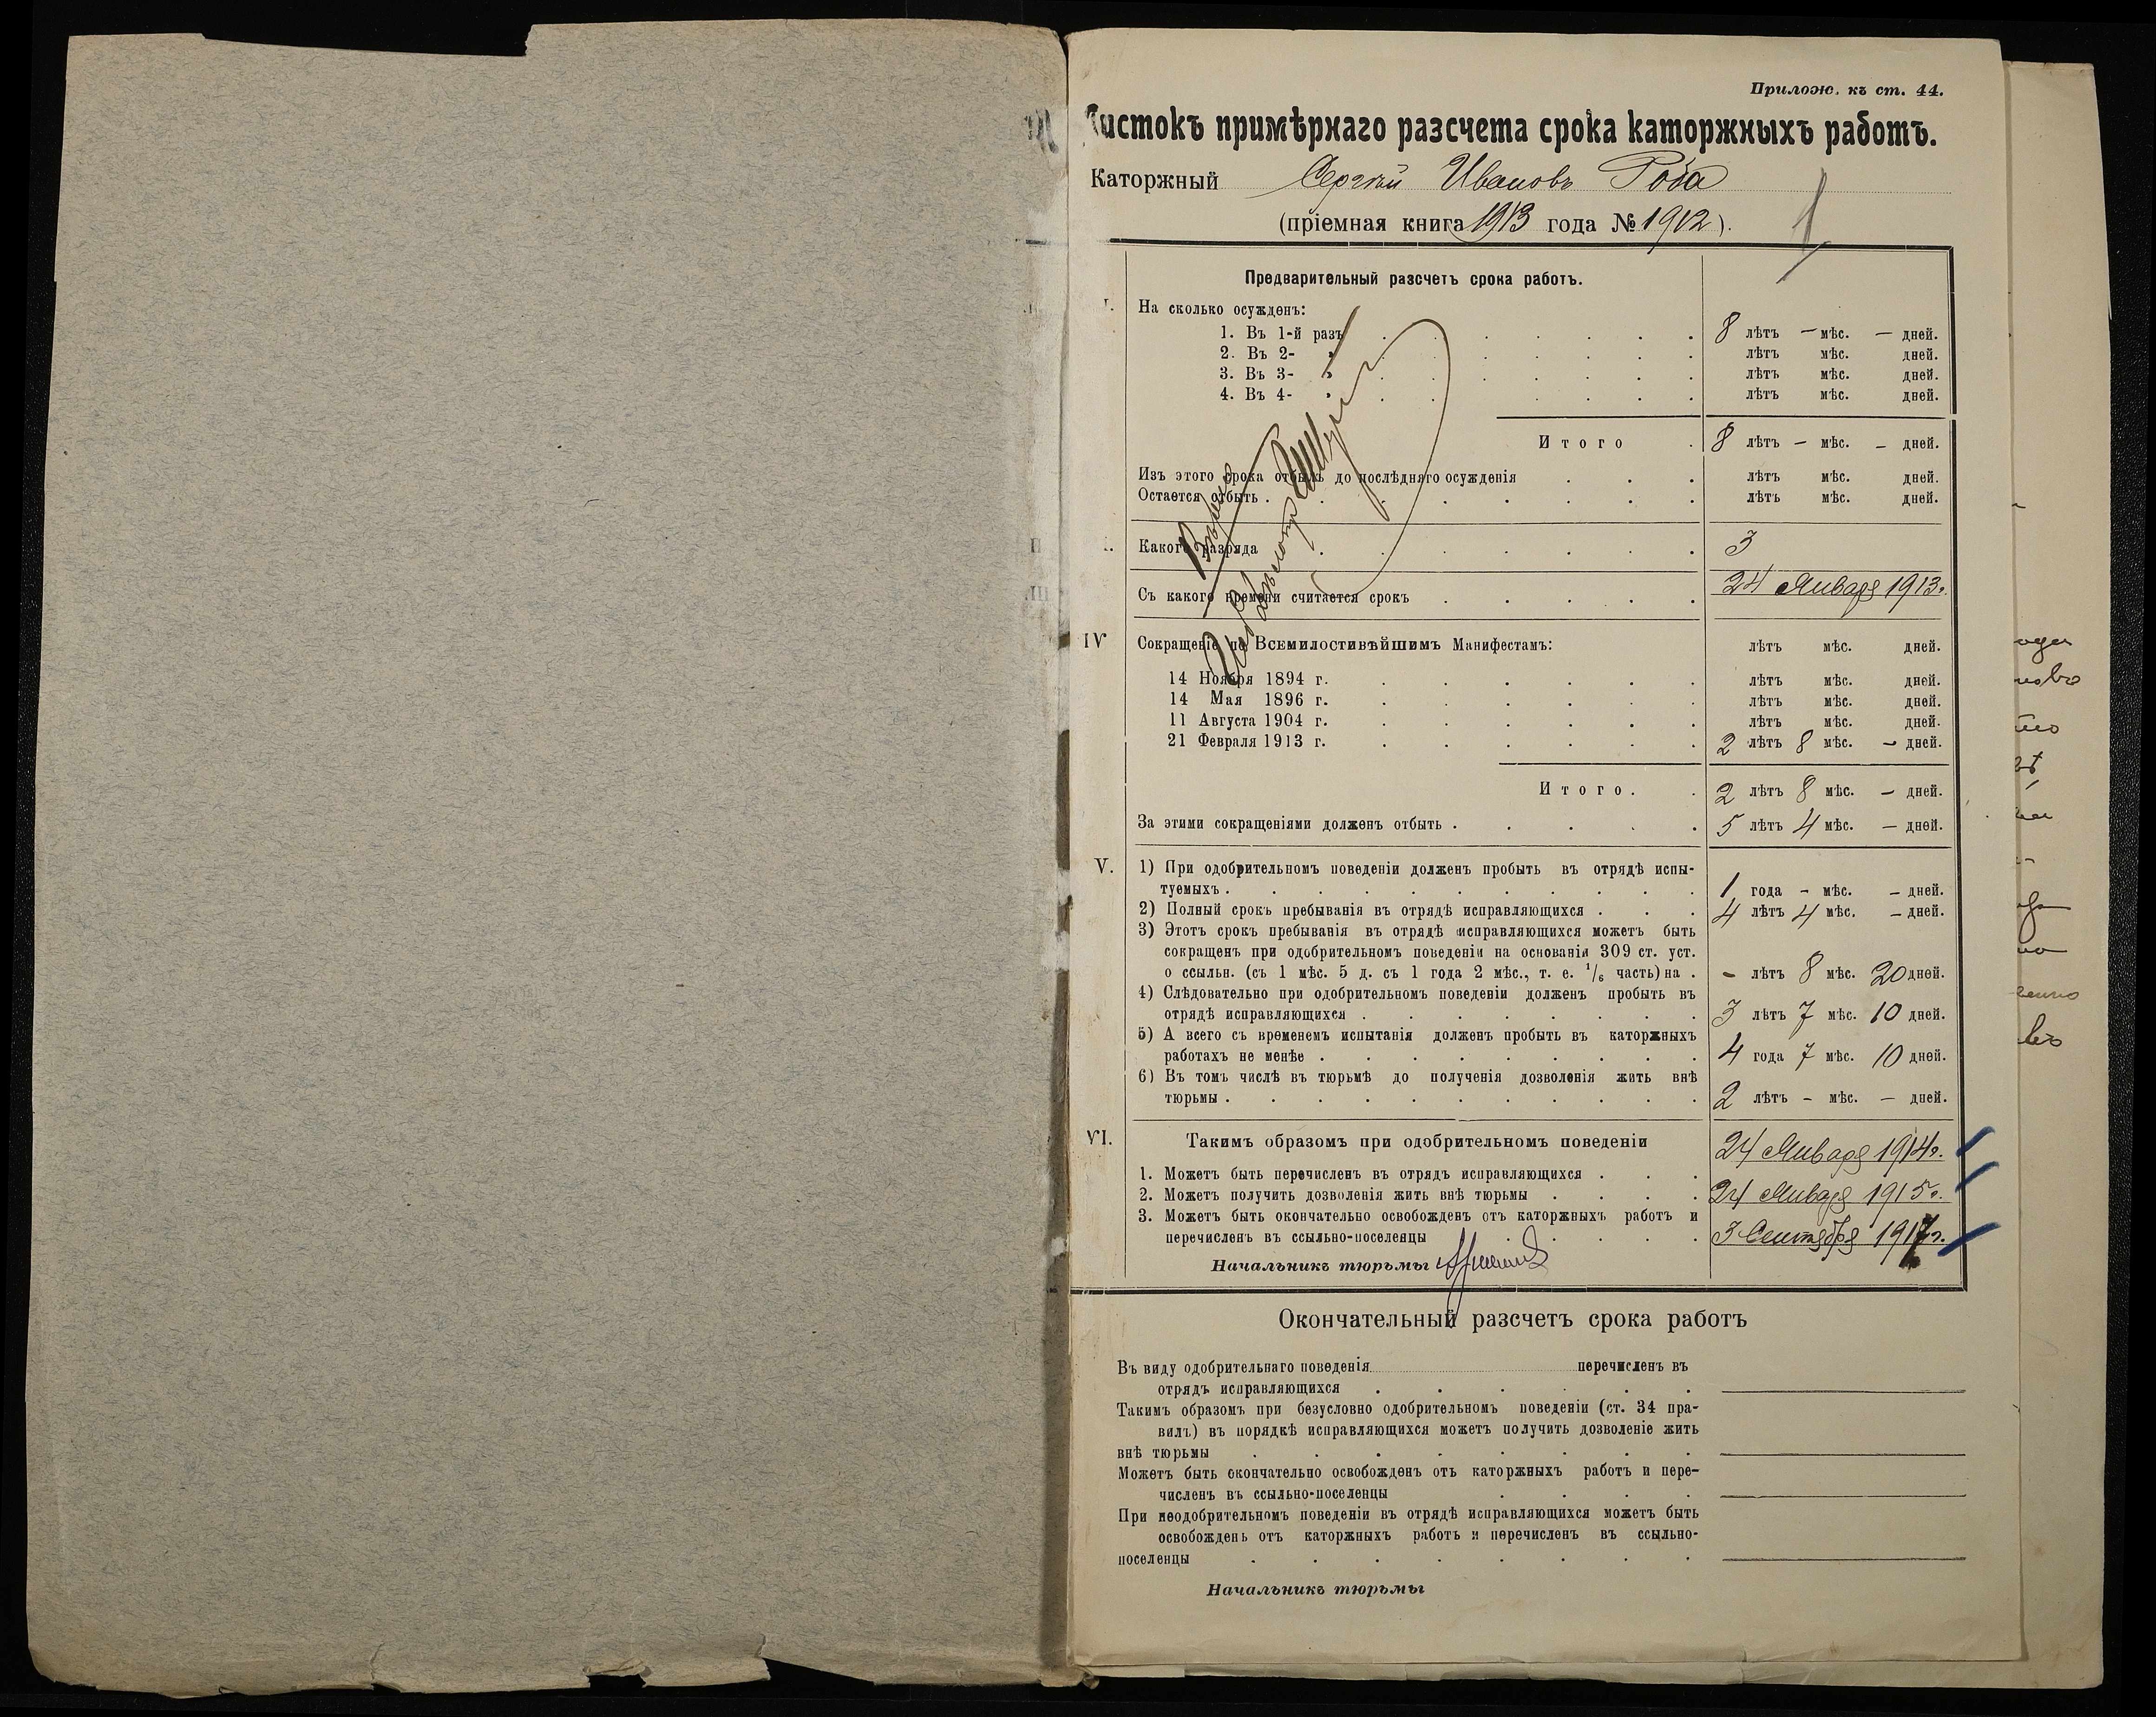 Прилож. къ ст. 44.
Листокъ примѣрнаго разсчета срока каторжныхъ работъ.
Каторжный Сергѣй Ивановъ Роба
(пріемная книга 1913 года № 1912).
Предварительный разсчетъ срока работъ.
I. На сколько осужденъ:
1. Въ 1-й разъ 8 лѣтъ — мѣс. — дней.
2. Въ 2- " лѣтъ мѣс. дней.
3. Въ 3- " лѣтъ мѣс. дней.
4. Въ 4- " лѣтъ мѣс. дней.
Итого 8 лѣтъ — мѣс. — дней.
Изъ этого срока отбылъ до послѣдняго осужденія лѣтъ мѣс. дней.
Остается отбыть лѣтъ мѣс. дней.
Какого разряда 3
Съ какого времени считается срокъ 24 Января 1913г.
IV Сокращеніе по Всемилостивѣйшимъ Манифестамъ: лѣтъ мѣс. дней.
14 Ноября 1894 г. лѣтъ мѣс. дней.
14 Мая 1896 г. лѣтъ мѣс. дней.
11 Августа 1904 г. лѣтъ мѣс. дней.
21 Февраля 1913 г. 2 лѣтъ 8 мѣс. — дней.
Итого. 2 лѣтъ 8 мѣс. — дней.
За этими сокращеніями долженъ отбыть . 5 лѣтъ 4 мѣс. — дней.
V. 1) При одобрительномъ поведеніи долженъ пробыть въ отрядѣ испы-
туемыхъ . 1 года — мѣс. — дней.
2) Полный срокъ пребыванія въ отрядѣ исправляющихся . 4 лѣтъ 4 мѣс. — дней.
3) Этотъ срокъ пребыванія въ отрядѣ исправляющихся можетъ быть
сокращенъ при одобрительномъ поведеніи на основаніи 309 ст. уст.
о ссыльн. (съ 1 мѣс. 5 д. съ 1 года 2 мѣс., т. е. 1/6 часть) на . — лѣтъ 8 мѣс. 20 дней.
4) Слѣдовательно при одобрительномъ поведеніи долженъ пробыть въ
отрядѣ исправляющихся . 3 лѣтъ 7 мѣс. 10 дней.
5) А всего съ временемъ испытанія долженъ пробыть въ каторжныхъ
работахъ не менѣе . 4 года 7 мѣс. 10 дней.
6) Въ томъ числѣ въ тюрьмѣ до полученія дозволенія жить внѣ
тюрьмы . 2 лѣтъ — мѣс. — дней.
VI. Такимъ образомъ при одобрительномъ поведеніи
1. Можетъ быть перечисленъ въ отрядъ исправляющихся . 24 Января 1914г.
2. Можетъ получить дозволенія жить внѣ тюрьмы . 24 Января 1915г.
3. Можетъ быть окончательно освобожденъ отъ каторжныхъ работъ и
перечисленъ въ ссыльно-поселенцы 3 Сентября 1917г.
Начальникъ тюрьмы
Окончательный разсчетъ срока работъ
Въ виду одобрительнаго поведенія перечисленъ въ
отрядъ исправляющихся
Такимъ образомъ при безусловно одобрительномъ поведеніи (ст. 34 пра-
вилъ) въ порядкѣ исправляющихся можетъ получить дозволеніе жить
внѣ тюрьмы
Можетъ быть окончательно освобожденъ отъ каторжныхъ работъ и пере-
численъ въ ссыльно-поселенцы
При неодобрительномъ поведеніи въ отрядѣ исправляющихся можетъ быть
освобожденъ отъ каторжныхъ работъ и перечисленъ въ ссыльно-
поселенцы
Начальникъ тюрьмы